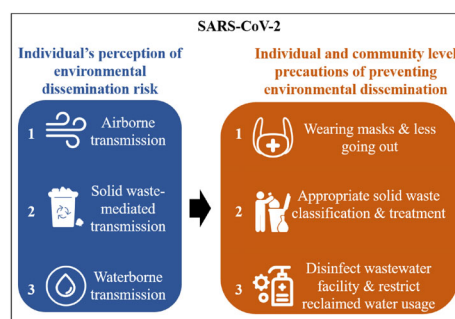 SARS-CoV-2
Individual's perception of
environmental
dissemination risk
1
Airborne
transmission
2
Solid waste-
mediated
transmission
3
Waterborne
transmission
Individual and community level
precautions of preventing
environmental dissemination
1
Wearing masks & less
going out
2
Appropriate solid waste
classification & treatment
3
Disinfect wastewater
facility & restrict
reclaimed water usage